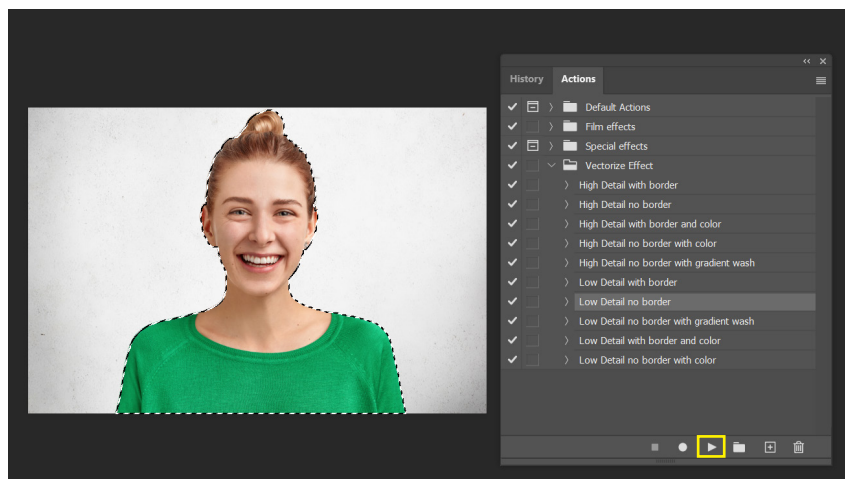 History Actions
Default Actions
Film effects
Special effects
Vectorize Effect
High Detail with border
High Detail no border
High Detail with border and color
High Detail no border with color
High Detail no border with gradient wash
Low Detail with border
Low Detail no border
Low Detail no border with gradient wash
Low Detail with border and color
Low Detail no border with color